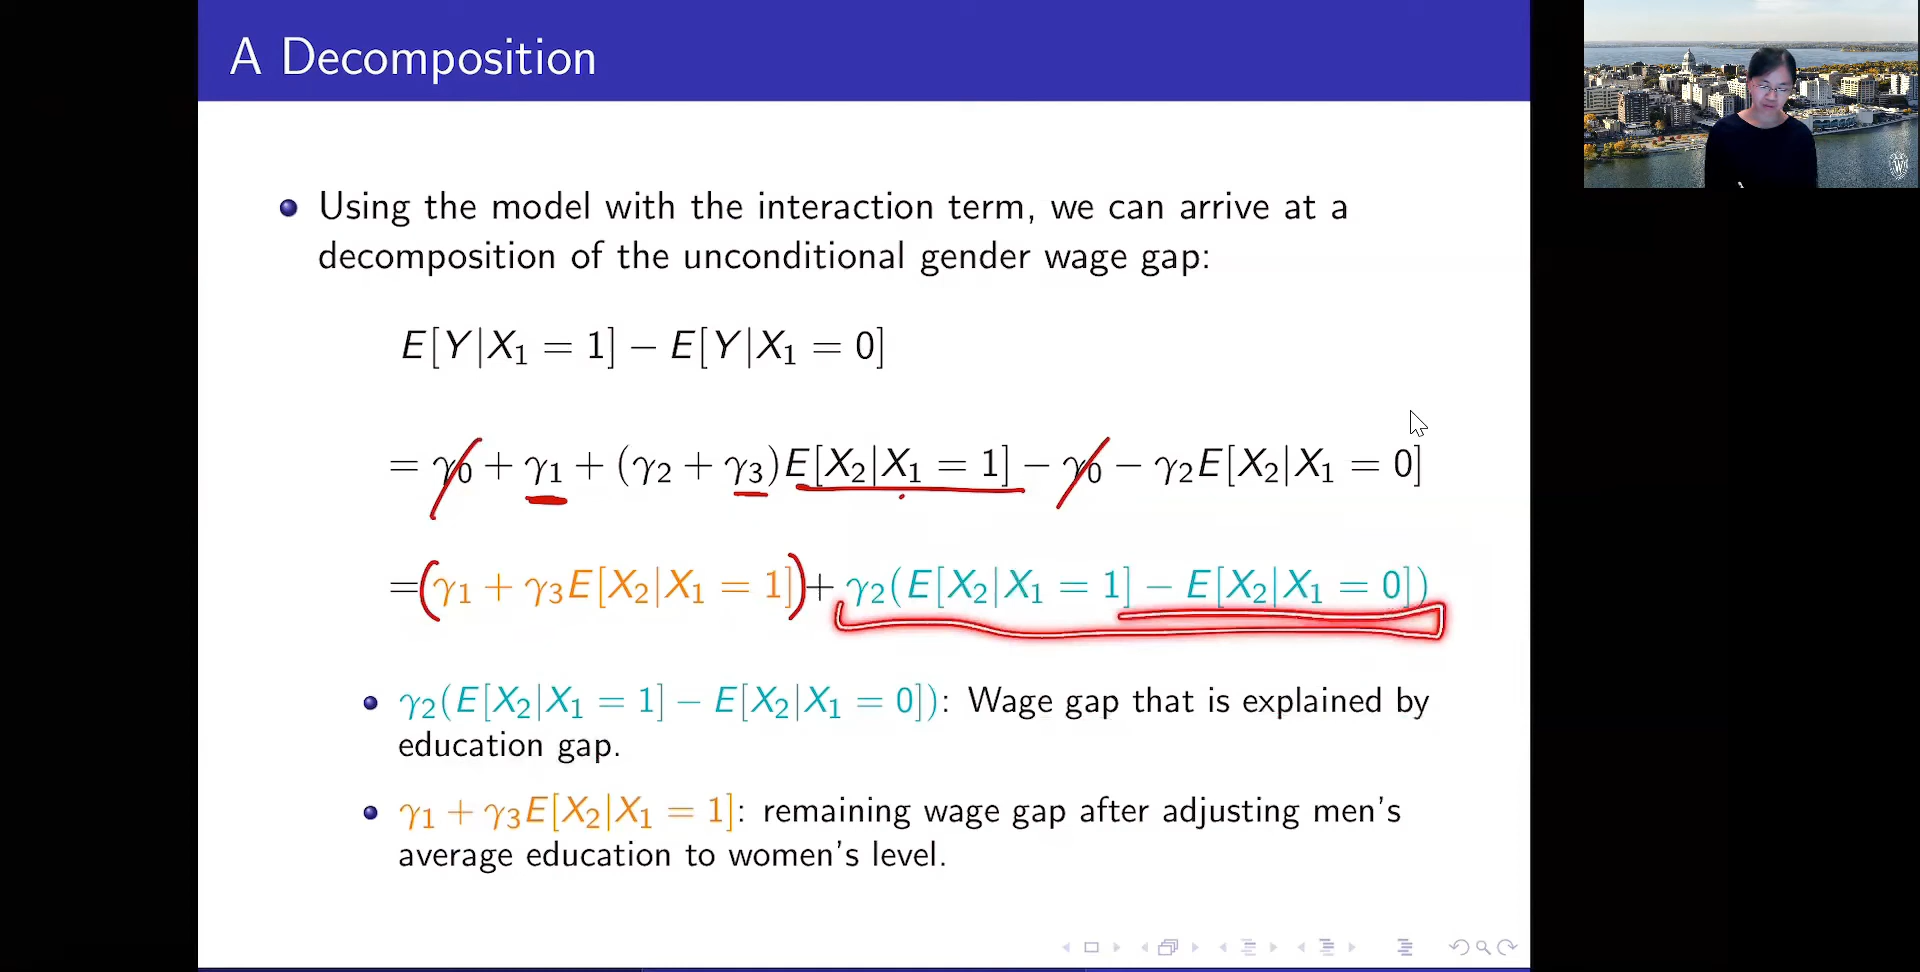 A Decomposition
Using the model with the interaction term, we can arrive at a
decomposition of the unconditional gender wage gap:
E[Y|X₁ = 1] − E[Y|X₁ = 0]
= γ₀ + γ₁ + (γ₂ + γ₃)E[X₂|X₁ = 1] − γ₀ − γ₂E[X₂|X₁ = 0]
=(γ₁ + γ₃E[X₂|X₁ = 1])+ γ₂(E[X₂|X₁ = 1] − E[X₂|X₁ = 0])
γ₂(E[X₂|X₁ = 1] − E[X₂|X₁ = 0]): Wage gap that is explained by
education gap.
γ₁ + γ₃E[X₂|X₁ = 1]: remaining wage gap after adjusting men's
average education to women's level.
W